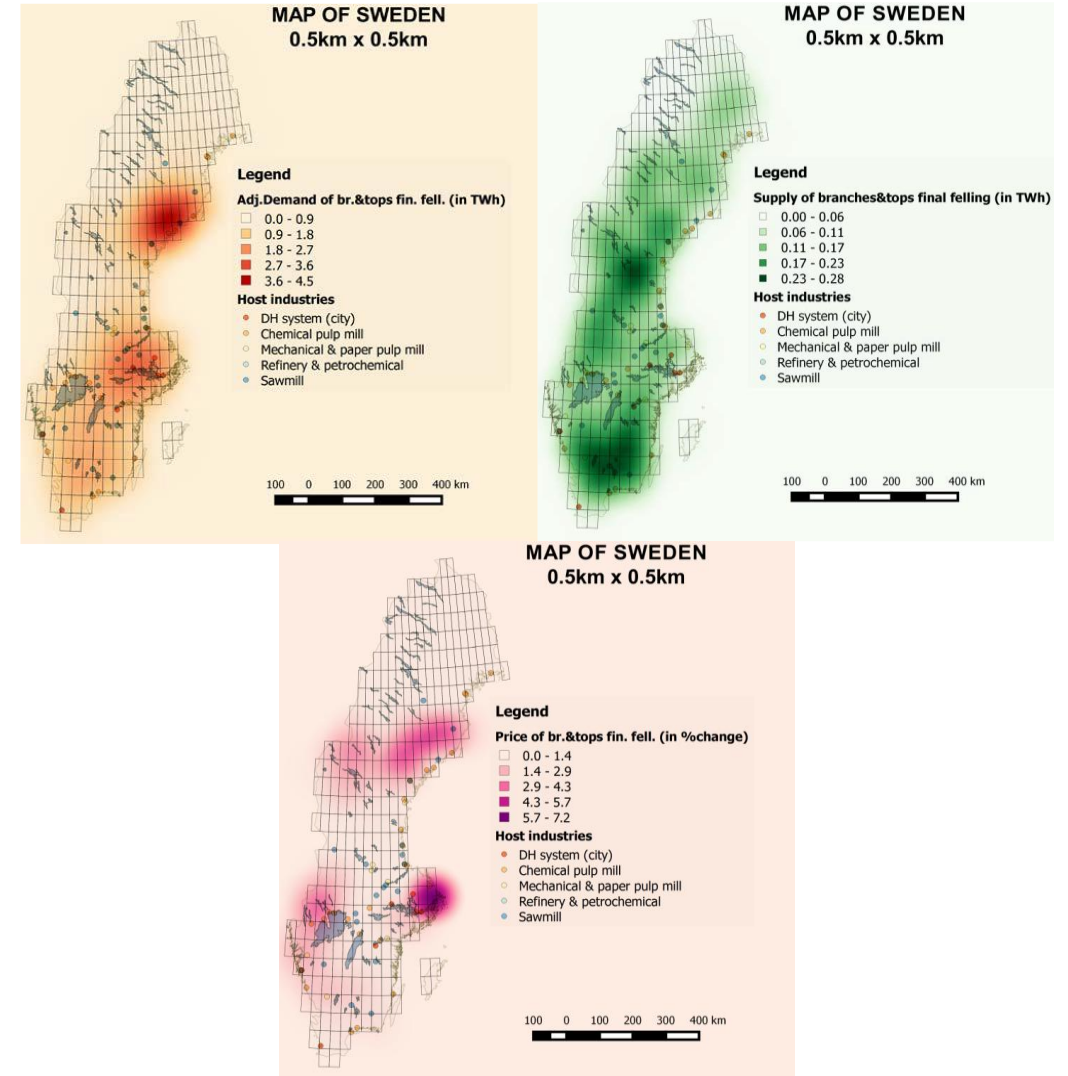 MAP OF SWEDEN
0.5km x 0.5km
Legend
Adj.Demand of br.&tops fin. fell. (in TWh)
0.0 - 0.9
0.9 - 1.8
1.8 - 2.7
2.7 - 3.6
3.6 - 4.5
Host industries
DH system (city)
Chemical pulp mill
Mechanical & paper pulp mill
Refinery & petrochemical
Sawmill
100 0 100 200 300 400 km
MAP OF SWEDEN
0.5km x 0.5km
Legend
Supply of branches&tops final felling (in TWh)
0.00 - 0.06
0.06 - 0.11
0.11 - 0.17
0.17 - 0.23
0.23 - 0.28
Host industries
DH system (city)
Chemical pulp mill
Mechanical & paper pulp mill
Refinery & petrochemical
Sawmill
100 0 100 200 300 400 km
MAP OF SWEDEN
0.5km x 0.5km
Legend
Price of br.&tops fin. fell. (in %change)
0.0 - 1.4
1.4 - 2.9
2.9 - 4.3
4.3 - 5.7
5.7 - 7.2
Host industries
DH system (city)
Chemical pulp mill
Mechanical & paper pulp mill
Refinery & petrochemical
Sawmill
100 0 100 200 300 400 km